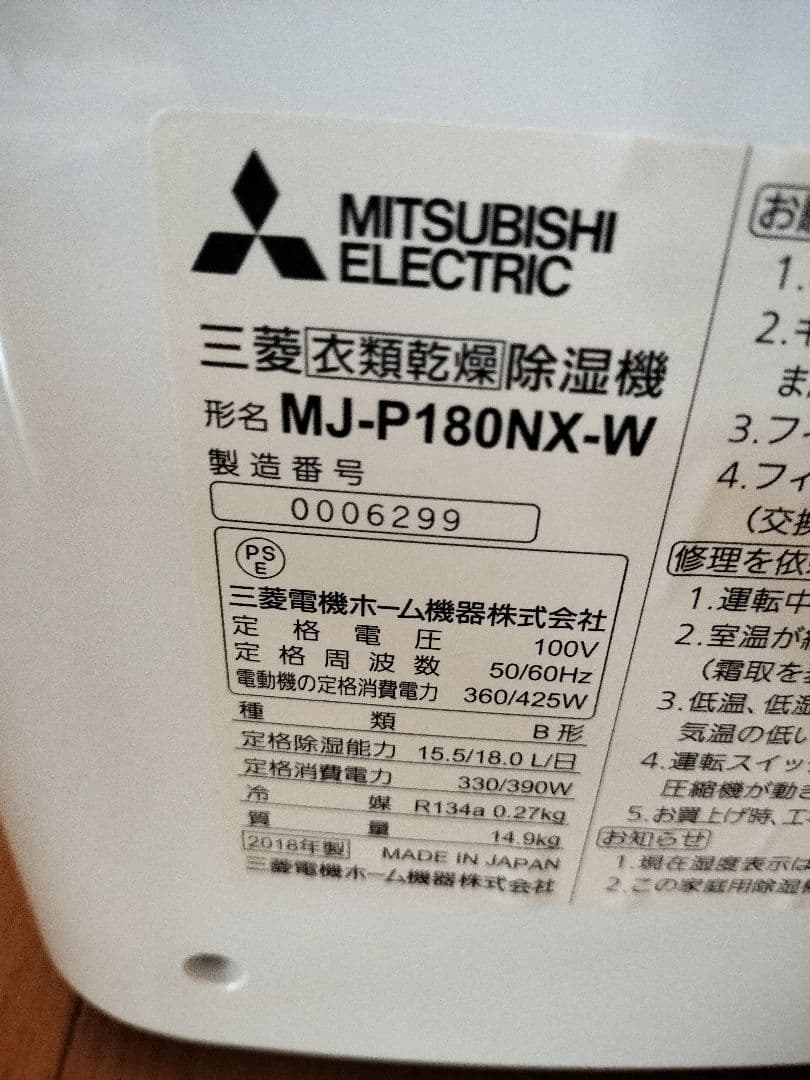 MITSUBISHI
ELECTRIC
三菱衣類乾燥除湿機
形名 MJ-P180NX-W
製造番号
0006299
PS
E
三菱電機ホーム機器株式会社
定格電圧 100V
定格周波数 50/60Hz
電動機の定格消費電力 360/425W
種類 B形
定格除湿能力 15.5/18.0 L/日
定格消費電力 330/390W
冷媒 R134a 0.27kg
質量 14.9kg
2018年製 MADE IN JAPAN
三菱電機ホーム機器株式会社
お
1.
2.
ま
3.フ
4.フィ
(交換
修理を依
1.運転中
2.室温が
(霜取を
3.低温、低湿
気温の低い
4.運転スイッ
圧縮機が動き
5.お買上げ時、工
お知らせ
1.現在湿度表示は
2.この家庭用除湿